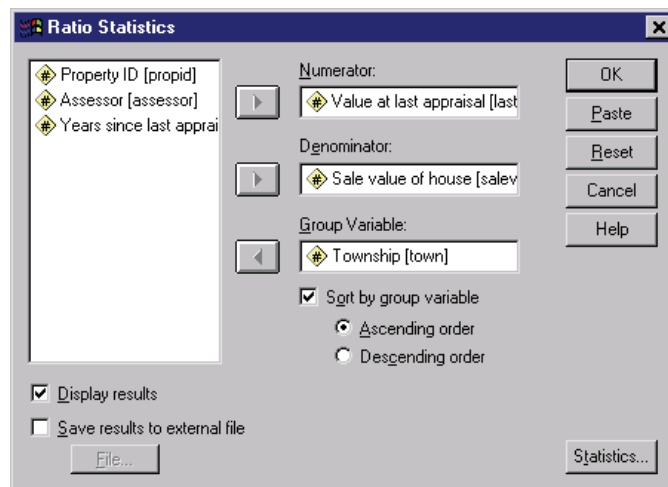 Ratio Statistics
Property ID [propid]
Assessor [assessor]
Years since last apprai
Numerator:
Value at last appraisal [last
Denominator:
Sale value of house [salev
Group Variable:
Township [town]
Sort by group variable
Ascending order
Descending order
Display results
Save results to external file
File...
OK
Paste
Reset
Cancel
Help
Statistics...